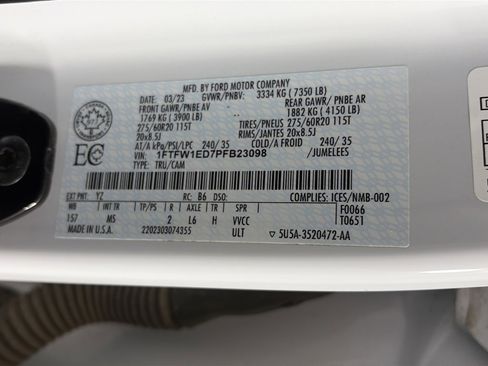 MFD. BY FORD MOTOR COMPANY
DATE: 03/23 GVWR/PNBV: 3334 KG ( 7350 LB)
FRONT GAWR/PNBE AV REAR GAWR/ PNBE AR
1769 KG ( 3900 LB) 1882 KG ( 4150 LB)
275/60R20 115T TIRES/PNEUS 275/60R20 115T
20x8.5J RIMS/JANTES 20x8.5J
AT/A kPa/PSI/LPC 240/ 35 COLD/A FROID 240/ 35
1FTFW1ED7PFB23098 /JUMELEES
TYPE: TRU/CAM
EXT PNT: YZ RC: B6 DSO: COMPLIES: ICES/NMB-002
WB INT TR TP/PS R AXLE TR SPR F0066
157 MS 2 L6 H VVCC T0651
MADE IN U.S.A. 2202303074355 ULT 5U5A-3520472-AA
EC